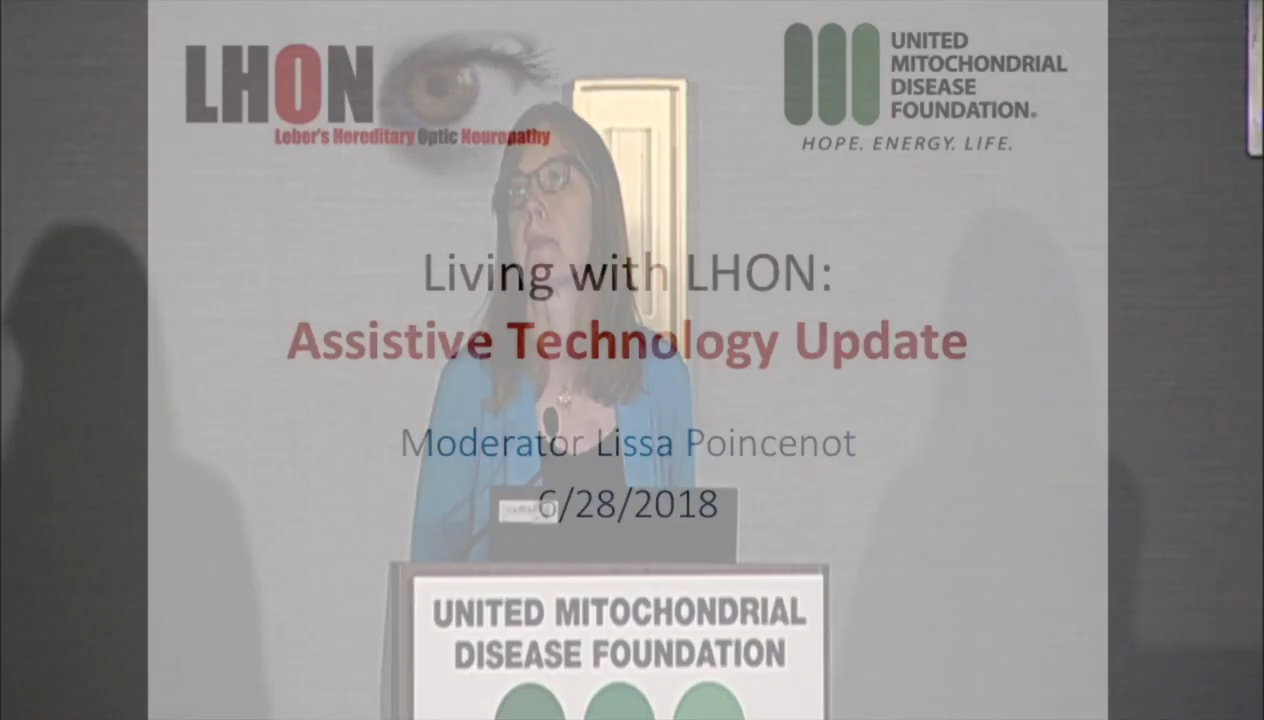 LHON
Leber's Hereditary Optic Neuropathy
UNITED
MITOCHONDRIAL
DISEASE
FOUNDATION®
HOPE. ENERGY. LIFE.
Living with LHON:
Assistive Technology Update
Moderator Lissa Poincenot
6/28/2018
UNITED MITOCHONDRIAL
DISEASE FOUNDATION